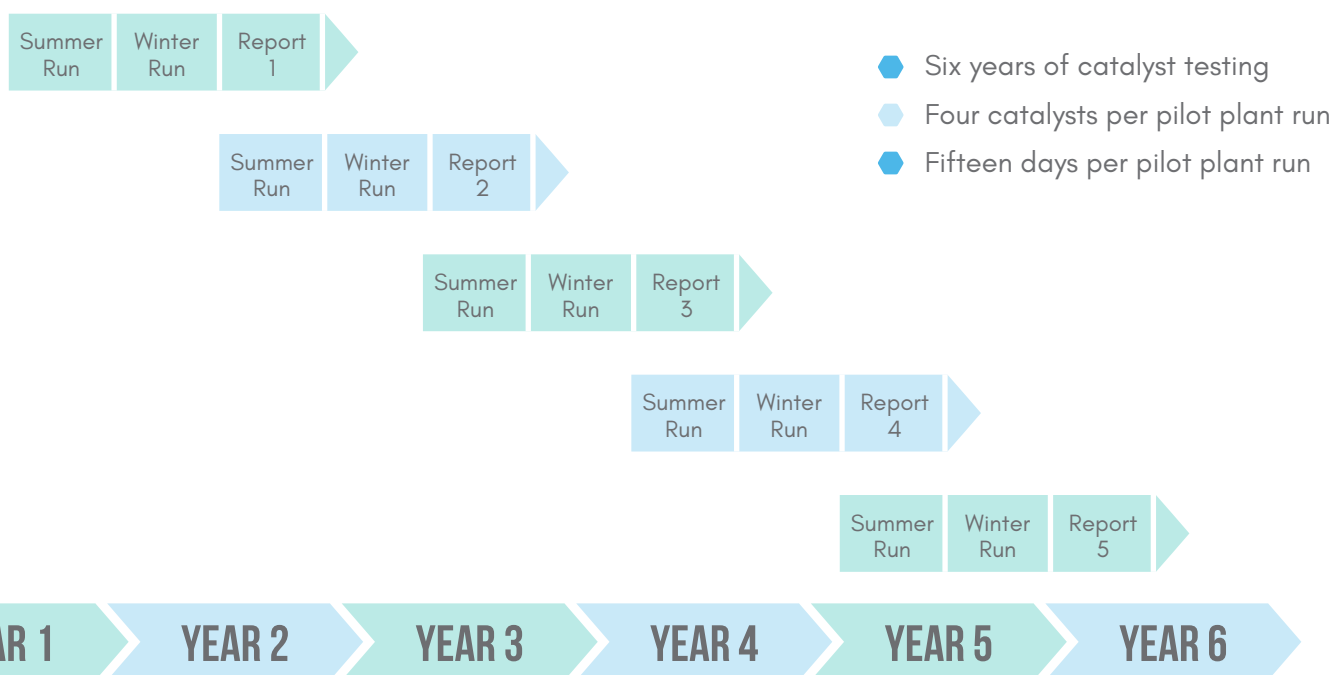 Summer
Run
Winter
Run
Report
1
Six years of catalyst testing
Four catalysts per pilot plant run
Fifteen days per pilot plant run
Summer
Run
Winter
Run
Report
2
Summer
Run
Winter
Run
Report
3
Summer
Run
Winter
Run
Report
4
Summer
Run
Winter
Run
Report
5
AR 1
YEAR 2
YEAR 3
YEAR 4
YEAR 5
YEAR 6